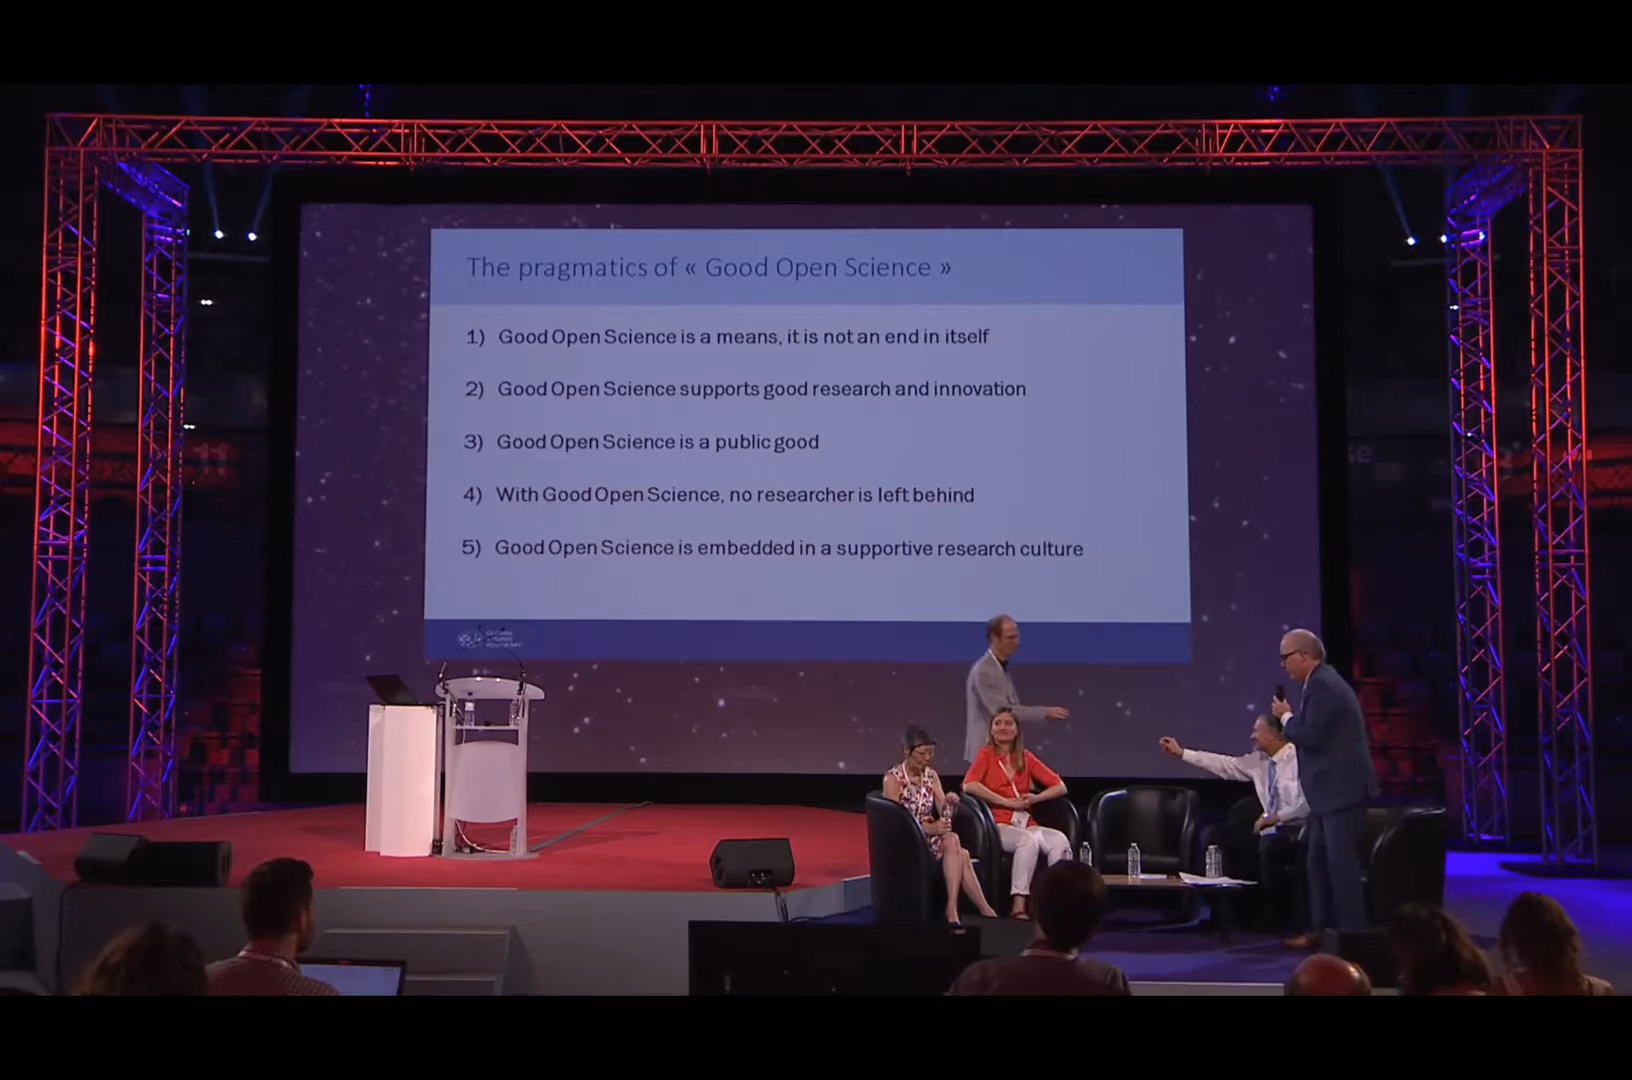 The pragmatics of « Good Open Science »
1) Good Open Science is a means, it is not an end in itself
2) Good Open Science supports good research and innovation
3) Good Open Science is a public good
4) With Good Open Science, no researcher is left behind
5) Good Open Science is embedded in a supportive research culture
11